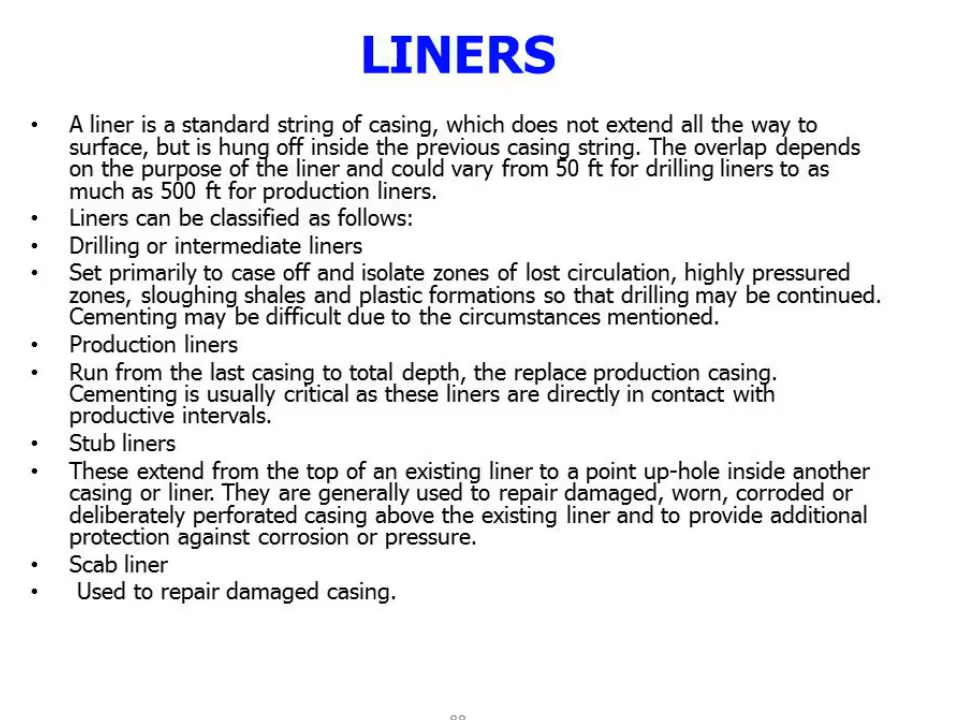 LINERS
• A liner is a standard string of casing, which does not extend all the way to
surface, but is hung off inside the previous casing string. The overlap depends
on the purpose of the liner and could vary from 50 ft for drilling liners to as
much as 500 ft for production liners.
• Liners can be classified as follows:
• Drilling or intermediate liners
• Set primarily to case off and isolate zones of lost circulation, highly pressured
zones, sloughing shales and plastic formations so that drilling may be continued.
Cementing may be difficult due to the circumstances mentioned.
• Production liners
• Run from the last casing to total depth, the replace production casing.
Cementing is usually critical as these liners are directly in contact with
productive intervals.
• Stub liners
• These extend from the top of an existing liner to a point up-hole inside another
casing or liner. They are generally used to repair damaged, worn, corroded or
deliberately perforated casing above the existing liner and to provide additional
protection against corrosion or pressure.
• Scab liner
• Used to repair damaged casing.